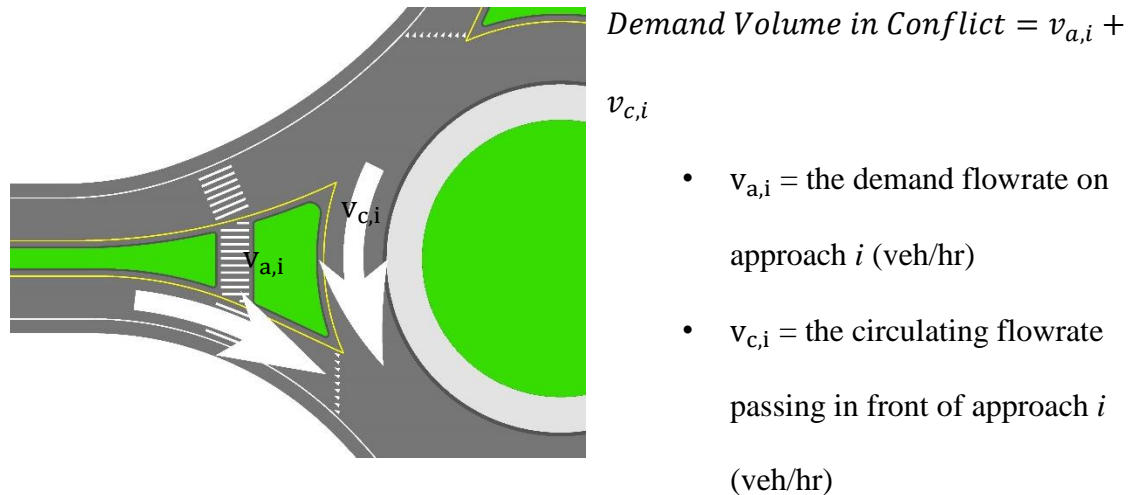 Demand Volume in Conflict = v_{a,i} +
v_{c,i}
v_{c,i}
v_{a,i}
• v_{a,i} = the demand flowrate on
approach i (veh/hr)
• v_{c,i} = the circulating flowrate
passing in front of approach i
(veh/hr)